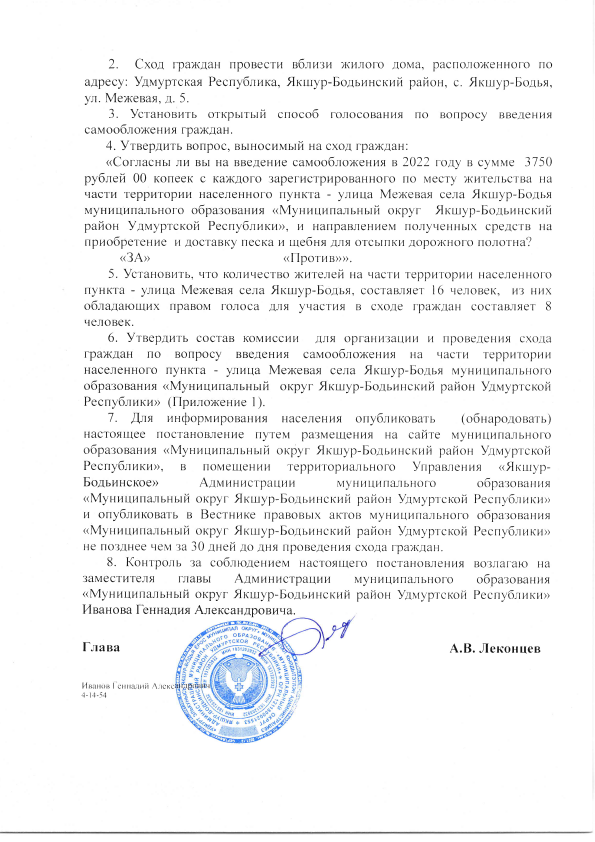 2. Сход граждан провести вблизи жилого дома, расположенного по
адресу: Удмуртская Республика, Якшур-Бодьинский район, с. Якшур-Бодья,
ул. Межевая, д. 5.
3. Установить открытый способ голосования по вопросу введения
самообложения граждан.
4. Утвердить вопрос, выносимый на сход граждан:
«Согласны ли вы на введение самообложения в 2022 году в сумме 3750
рублей 00 копеек с каждого зарегистрированного по месту жительства на
части территории населенного пункта - улица Межевая села Якшур-Бодья
муниципального образования «Муниципальный округ Якшур-Бодьинский
район Удмуртской Республики», и направлением полученных средств на
приобретение и доставку песка и щебня для отсыпки дорожного полотна?
«ЗА» «Против»».
5. Установить, что количество жителей на части территории населенного
пункта - улица Межевая села Якшур-Бодья, составляет 16 человек, из них
обладающих правом голоса для участия в сходе граждан составляет 8
человек.
6. Утвердить состав комиссии для организации и проведения схода
граждан по вопросу введения самообложения на части территории
населенного пункта - улица Межевая села Якшур-Бодья муниципального
образования «Муниципальный округ Якшур-Бодьинский район Удмуртской
Республики» (Приложение 1).
7. Для информирования населения опубликовать (обнародовать)
настоящее постановление путем размещения на сайте муниципального
образования «Муниципальный округ Якшур-Бодьинский район Удмуртской
Республики», в помещении территориального Управления «Якшур-
Бодьинское» Администрации муниципального образования
«Муниципальный округ Якшур-Бодьинский район Удмуртской Республики»
и опубликовать в Вестнике правовых актов муниципального образования
«Муниципальный округ Якшур-Бодьинский район Удмуртской Республики»
не позднее чем за 30 дней до дня проведения схода граждан.
8. Контроль за соблюдением настоящего постановления возлагаю на
заместителя главы Администрации муниципального образования
«Муниципальный округ Якшур-Бодьинский район Удмуртской Республики»
Иванова Геннадия Александровича.
Глава А.В. Леконцев
Иванов Геннадий Александрович
4-14-54